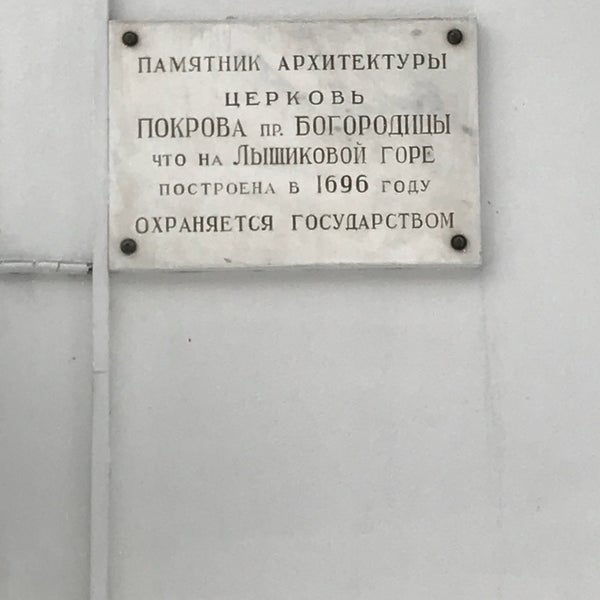 ПАМЯТНИК АРХИТЕКТУРЫ
ЦЕРКОВЬ
ПОКРОВА ПР. БОГОРОДИЦЫ
ЧТО НА ЛЫЩИКОВОЙ ГОРЕ
ПОСТРОЕНА В 1696 ГОДУ
ОХРАНЯЕТСЯ ГОСУДАРСТВОМ